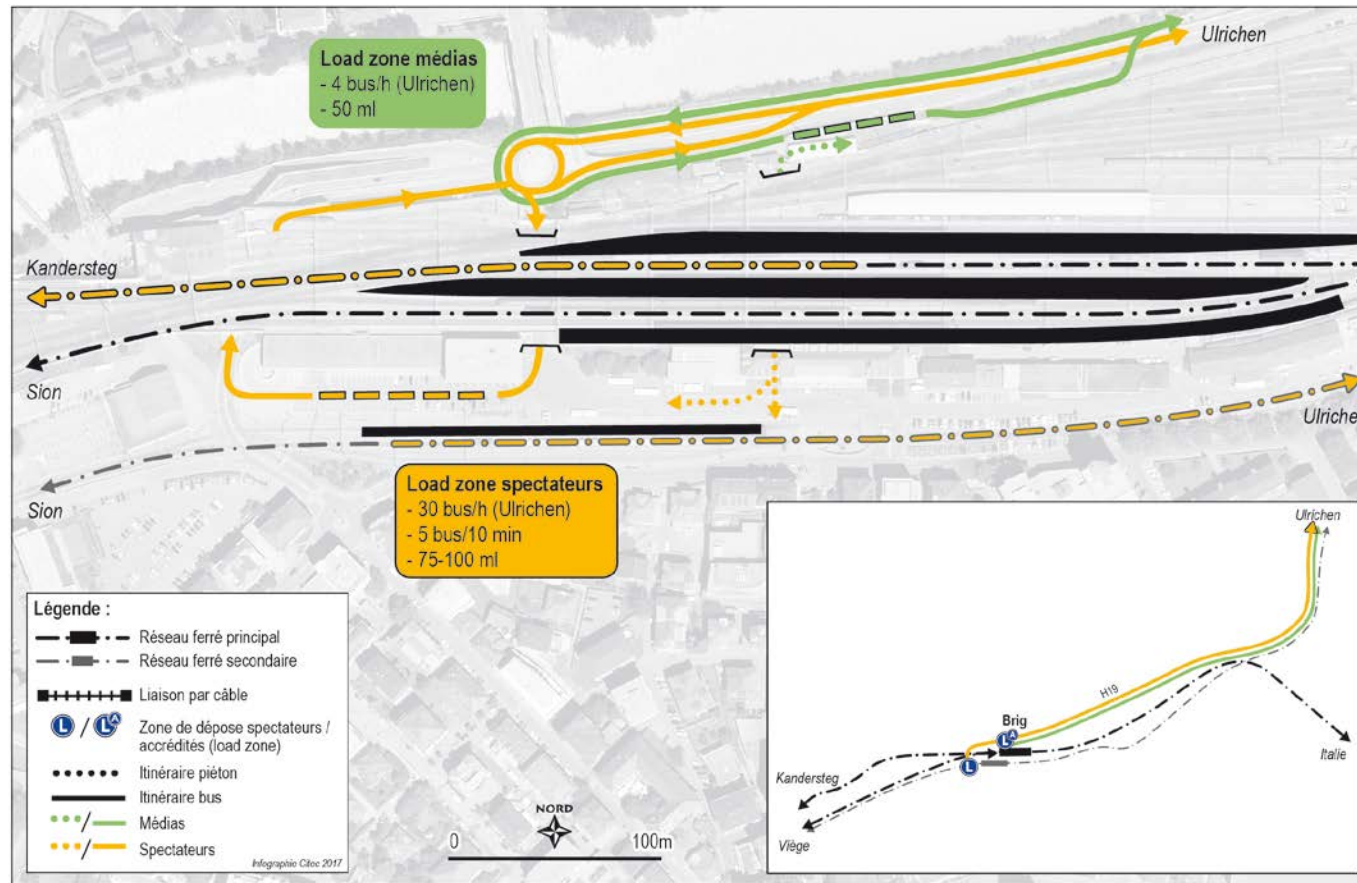 Load zone médias
- 4 bus/h (Ulrichen)
- 50 ml
Ulrichen
Kandersteg
Sion
Ulriche
Sion
Load zone spectateurs
- 30 bus/h (Ulrichen)
- 5 bus/10 min
- 75-100 ml
Légende :
Réseau ferré principal
Réseau ferré secondaire
Liaison par câble
L / L A Zone de dépose spectateurs /
accrédités (load zone)
Itinéraire piéton
Itinéraire bus
/ Médias
/ Spectateurs
Infographie Citec 2017
NORD
0 100m
Ulrichen
H19
Brig
L A
L
Italie
Kandersteg
Viège